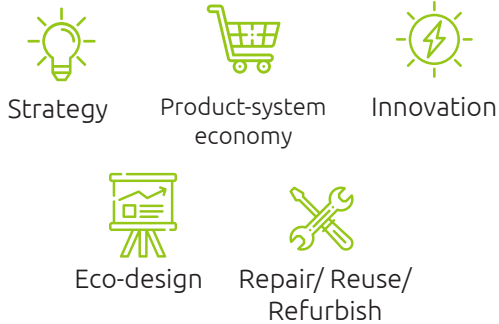 Strategy
Product-system
economy
Innovation
Eco-design
Repair/ Reuse/
Refurbish